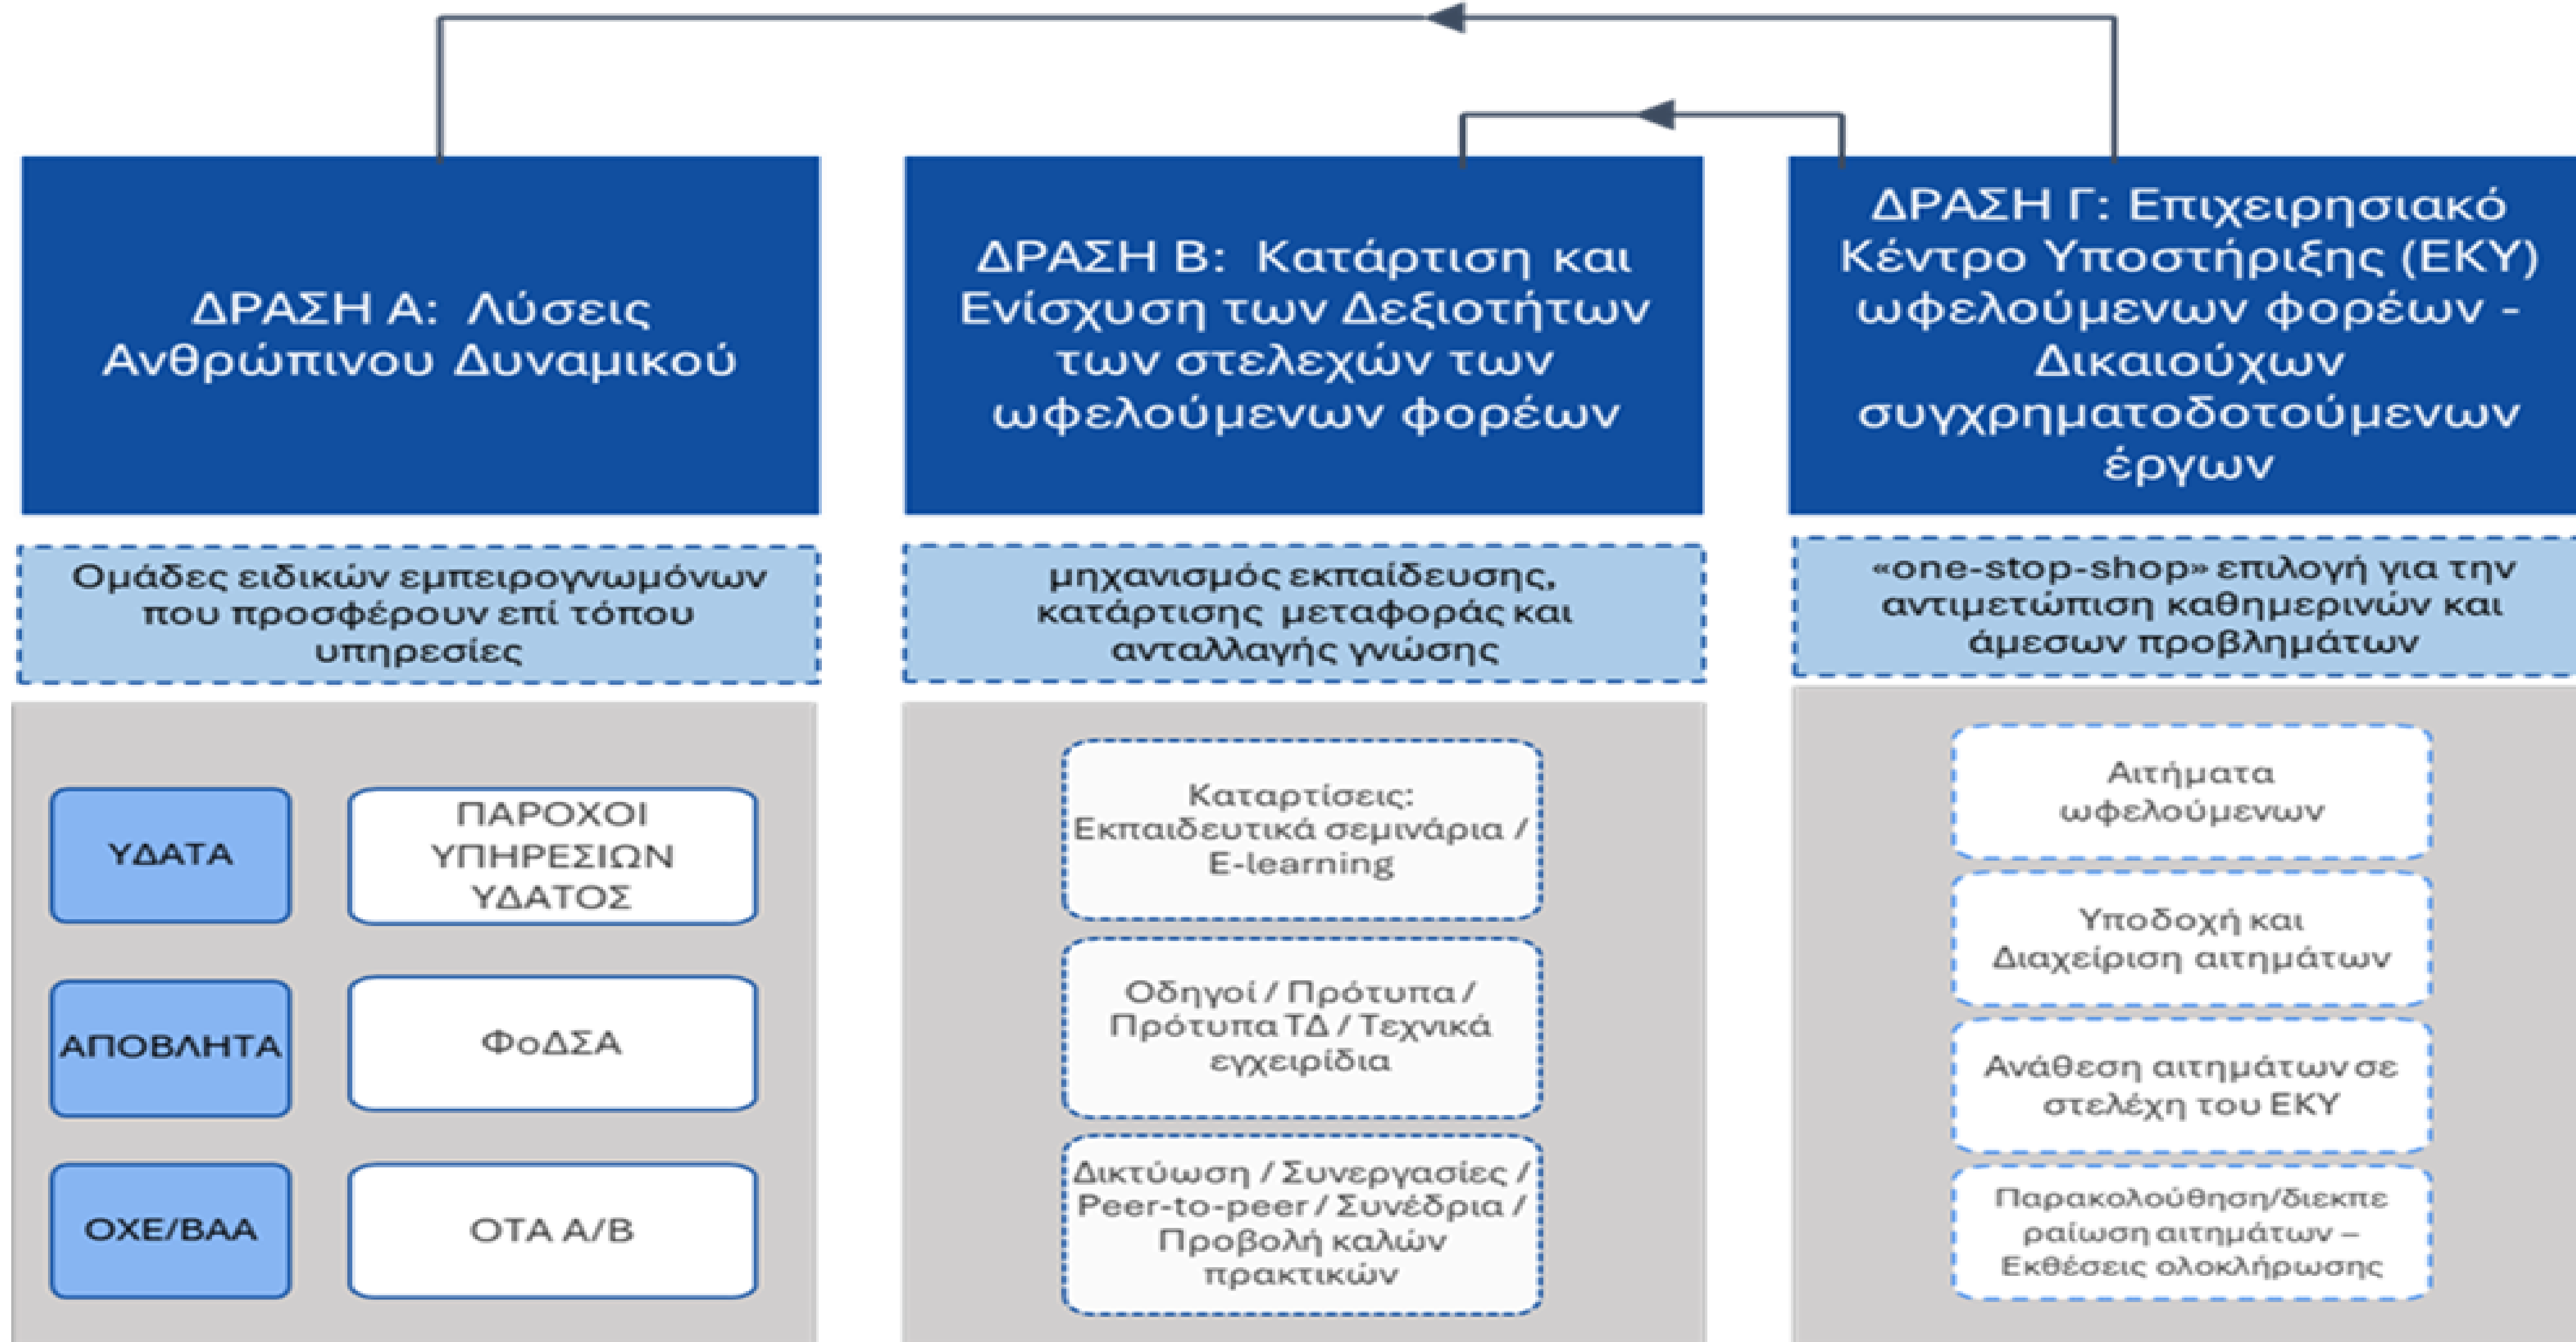 ΔΡΑΣΗ Α: Λύσεις
Ανθρώπινου Δυναμικού
Ομάδες ειδικών εμπειρογνωμόνων
που προσφέρουν επί τόπου
υπηρεσίες
ΥΔΑΤΑ
ΠΑΡΟΧΟΙ
ΥΠΗΡΕΣΙΩΝ
ΥΔΑΤΟΣ
ΑΠΟΒΛΗΤΑ
ΦοΔΣΑ
ΟΧΕ/ΒΑΑ
ΟΤΑ Α/Β
ΔΡΑΣΗ Β: Κατάρτιση και
Ενίσχυση των Δεξιοτήτων
των στελεχών των
ωφελούμενων φορέων
μηχανισμός εκπαίδευσης,
κατάρτισης μεταφοράς και
ανταλλαγής γνώσης
Καταρτίσεις:
Εκπαιδευτικά σεμινάρια /
E-learning
Οδηγοί / Πρότυπα /
Πρότυπα ΤΔ / Τεχνικά
εγχειρίδια
Δικτύωση / Συνεργασίες /
Peer-to-peer / Συνέδρια /
Προβολή καλών
πρακτικών
ΔΡΑΣΗ Γ: Επιχειρησιακό
Κέντρο Υποστήριξης (ΕΚΥ)
ωφελούμενων φορέων -
Δικαιούχων
συγχρηματοδοτούμενων
έργων
«one-stop-shop» επιλογή για την
αντιμετώπιση καθημερινών και
άμεσων προβλημάτων
Αιτήματα
ωφελούμενων
Υποδοχή και
Διαχείριση αιτημάτων
Ανάθεση αιτημάτων σε
στελέχη του ΕΚΥ
Παρακολούθηση/διεκπε
ραίωση αιτημάτων –
Εκθέσεις ολοκλήρωσης